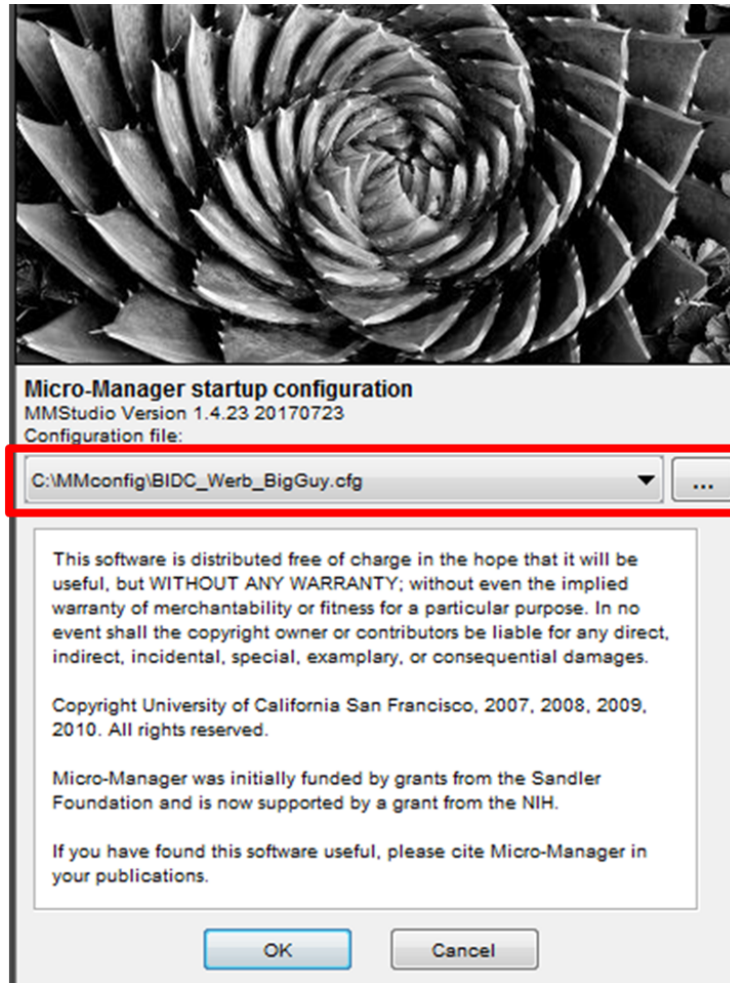 Micro-Manager startup configuration
MMStudio Version 1.4.23 20170723
Configuration file:
C:\MMconfig\BIDC_Werb_BigGuy.cfg
...
This software is distributed free of charge in the hope that it will be
useful, but WITHOUT ANY WARRANTY; without even the implied
warranty of merchantability or fitness for a particular purpose. In no
event shall the copyright owner or contributors be liable for any direct,
indirect, incidental, special, examplary, or consequential damages.
Copyright University of California San Francisco, 2007, 2008, 2009,
2010. All rights reserved.
Micro-Manager was initially funded by grants from the Sandler
Foundation and is now supported by a grant from the NIH.
If you have found this software useful, please cite Micro-Manager in
your publications.
OK Cancel